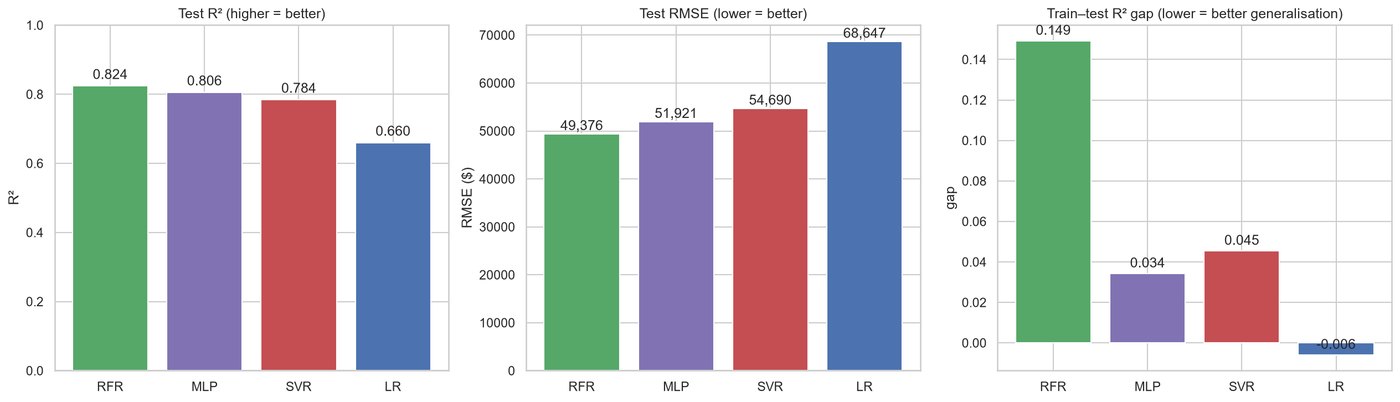 Test R² (higher = better)
1.0
0.8
0.6
0.4
0.2
0.0
R²
0.824
0.806
0.784
0.660
RFR
MLP
SVR
LR
Test RMSE (lower = better)
70000
60000
50000
40000
30000
20000
10000
0
RMSE ($)
49,376
51,921
54,690
68,647
RFR
MLP
SVR
LR
Train–test R² gap (lower = better generalisation)
0.14
0.12
0.10
0.08
0.06
0.04
0.02
0.00
gap
0.149
0.034
0.045
-0.006
RFR
MLP
SVR
LR